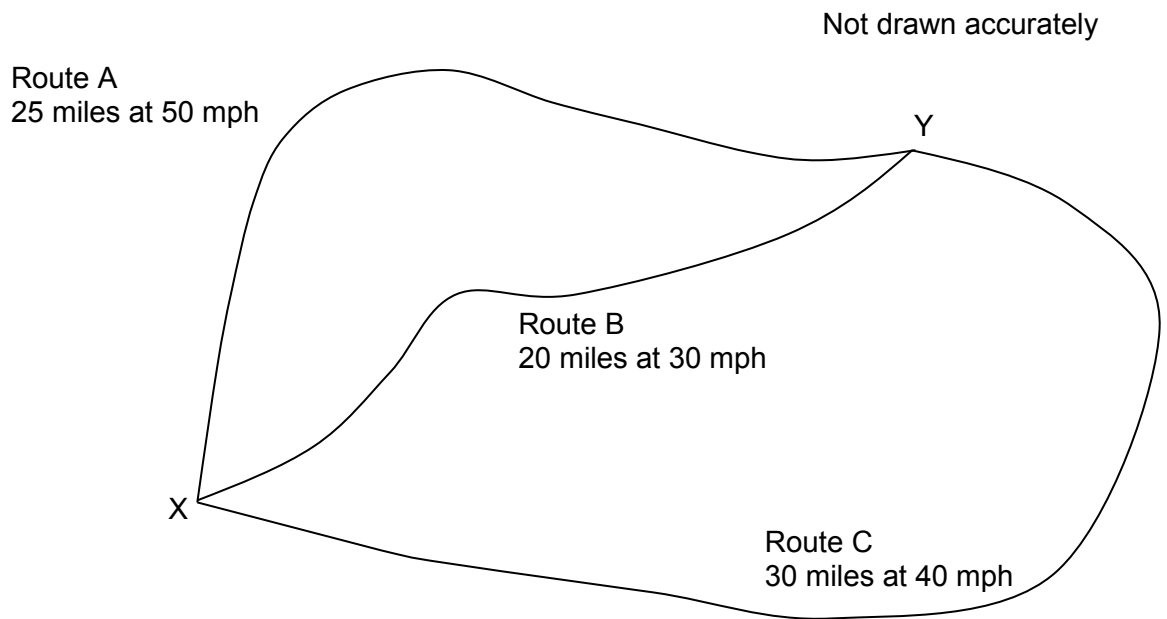 Not drawn accurately
Route A
25 miles at 50 mph
Y
Route B
20 miles at 30 mph
X
Route C
30 miles at 40 mph